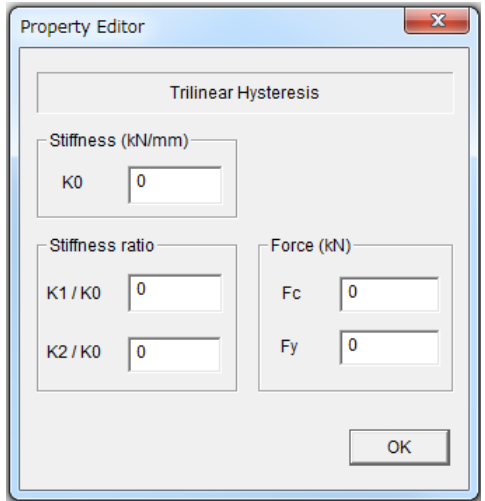 Property Editor
Trilinear Hysteresis
Stiffness (kN/mm)
K0 0
Stiffness ratio
K1 / K0 0
K2 / K0 0
Force (kN)
Fc 0
Fy 0
OK